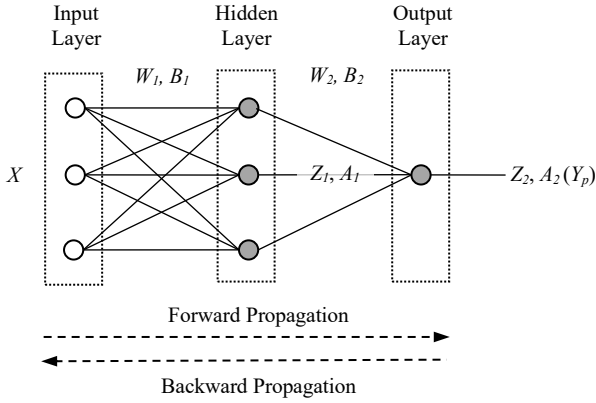 Input
Layer
Hidden
Layer
Output
Layer
W1, B1
W2, B2
X
Z1, A1
Z2, A2 (Yp)
Forward Propagation
Backward Propagation